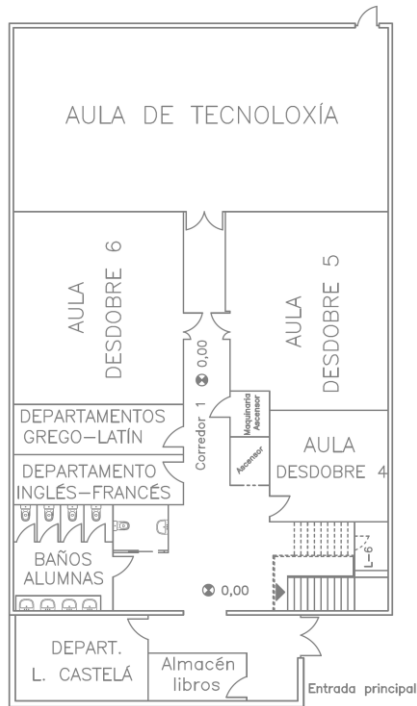 AULA DE TECNOLOXÍA
AULA
DESDOBRE 6
AULA
DESDOBRE 5
0,00
Corredor 1
Maquinaria
Ascensor
Ascensor
DEPARTAMENTOS
GREGO-LATÍN
AULA
DESDOBRE 4
DEPARTAMENTO
INGLÉS-FRANCÉS
BAÑOS
ALUMNAS
L-6
0,00
DEPART.
L. CASTELÁ
Almacén
libros
Entrada principal